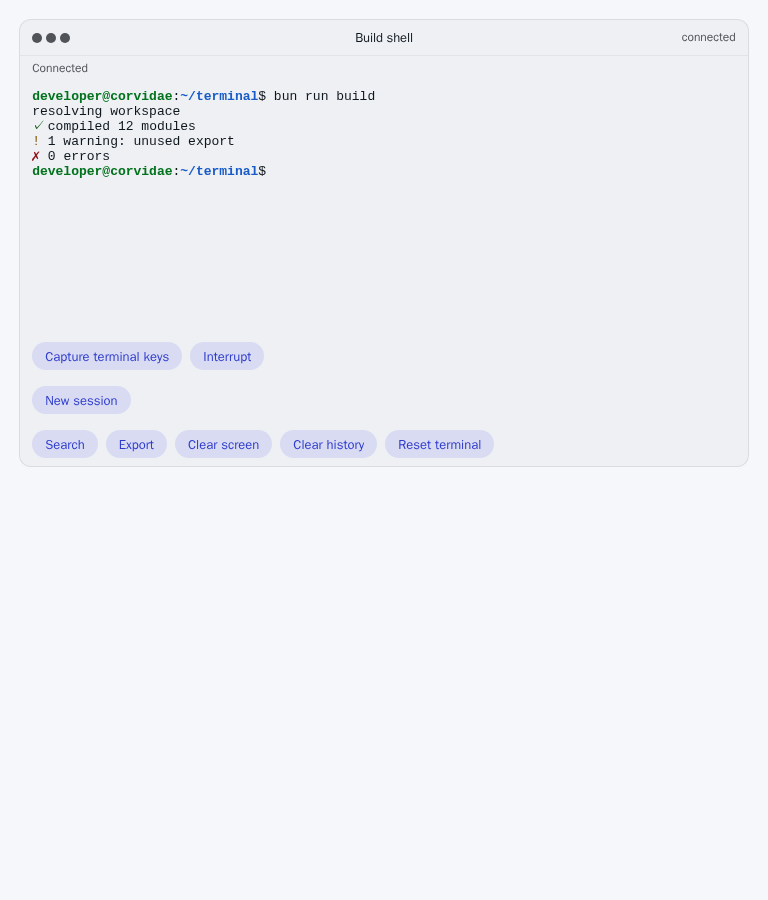 Build shell connected
Connected
developer@corvidae:~/terminal$ bun run build
resolving workspace
✓ compiled 12 modules
! 1 warning: unused export
✗ 0 errors
developer@corvidae:~/terminal$
Capture terminal keys Interrupt
New session
Search Export Clear screen Clear history Reset terminal